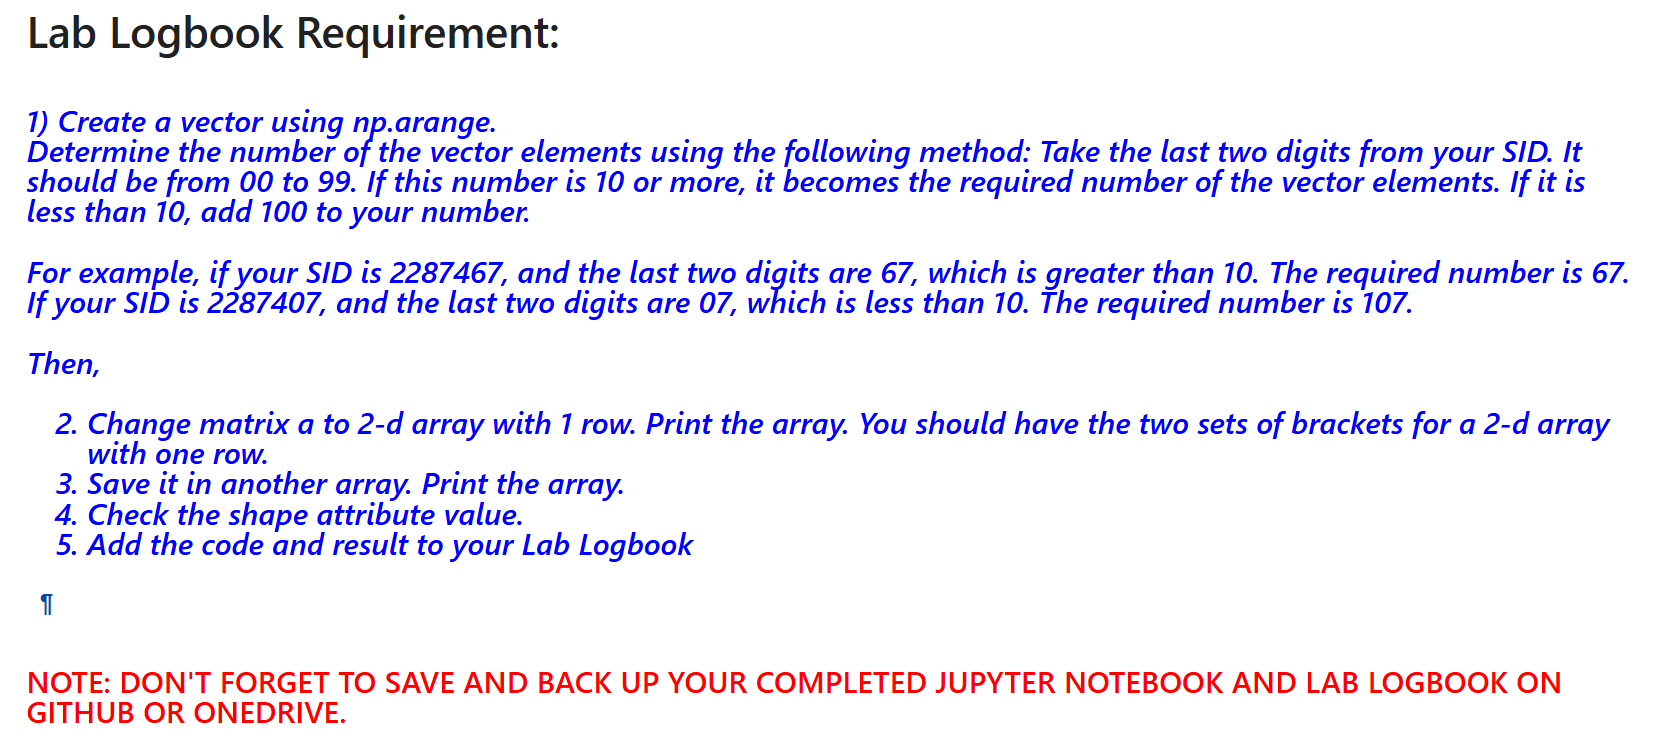 Lab Logbook Requirement:
1) Create a vector using np.arange.
Determine the number of the vector elements using the following method: Take the last two digits from your SID. It
should be from 00 to 99. If this number is 10 or more, it becomes the required number of the vector elements. If it is
less than 10, add 100 to your number.
For example, if your SID is 2287467, and the last two digits are 67, which is greater than 10. The required number is 67.
If your SID is 2287407, and the last two digits are 07, which is less than 10. The required number is 107.
Then,
2. Change matrix a to 2-d array with 1 row. Print the array. You should have the two sets of brackets for a 2-d array
with one row.
3. Save it in another array. Print the array.
4. Check the shape attribute value.
5. Add the code and result to your Lab Logbook
¶
NOTE: DON'T FORGET TO SAVE AND BACK UP YOUR COMPLETED JUPYTER NOTEBOOK AND LAB LOGBOOK ON
GITHUB OR ONEDRIVE.